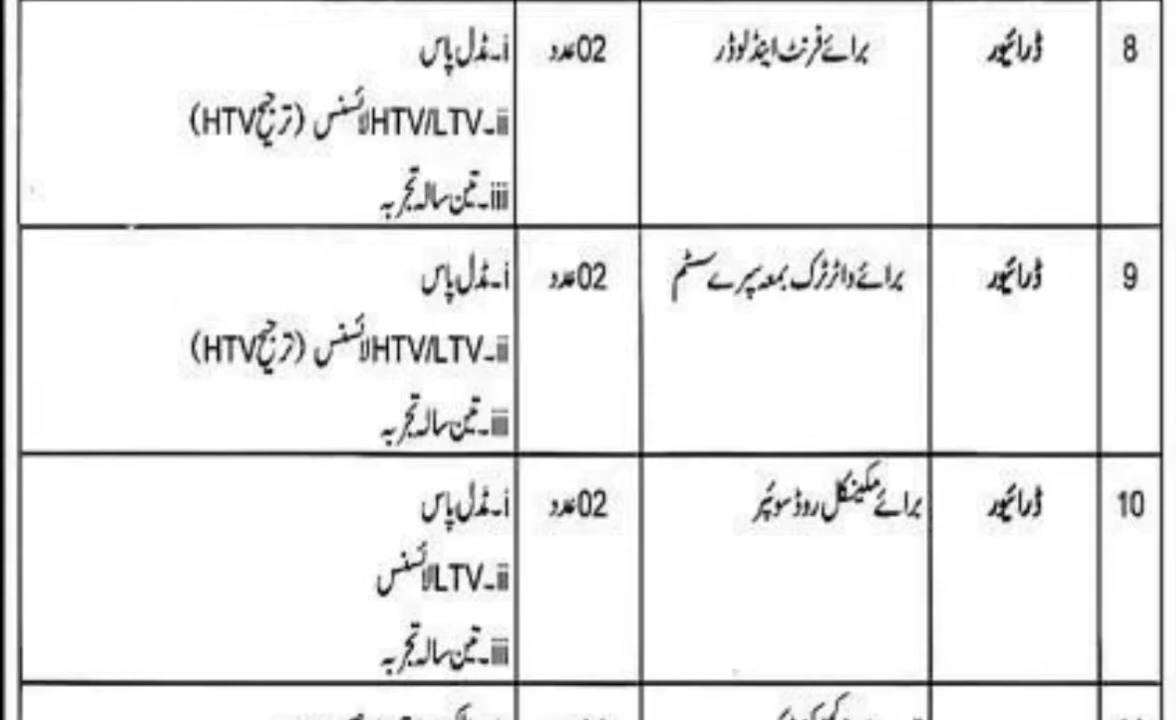 8 ڈرائیور برائے فرنٹ اینڈ لوڈر 02 عدد i۔مڈل پاس
ii۔HTV/LTV لائسنس (ترجیح HTV)
iii۔تین سالہ تجربہ
9 ڈرائیور برائے واٹر ٹرک بمعہ سپرے سسٹم 02 عدد i۔مڈل پاس
ii۔HTV/LTV لائسنس (ترجیح HTV)
iii۔تین سالہ تجربہ
10 ڈرائیور برائے مکینیکل روڈ سوئپر 02 عدد i۔مڈل پاس
ii۔LTV لائسنس
iii۔تین سالہ تجربہ